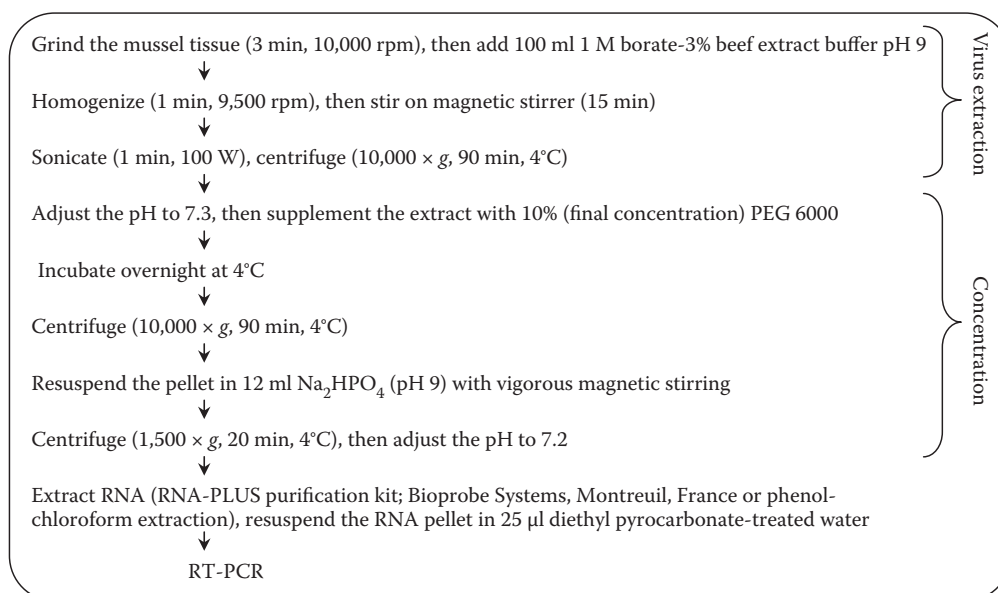 Grind the mussel tissue (3 min, 10,000 rpm), then add 100 ml 1 M borate-3% beef extract buffer pH 9
Homogenize (1 min, 9,500 rpm), then stir on magnetic stirrer (15 min)
Sonicate (1 min, 100 W), centrifuge (10,000 × g, 90 min, 4°C)
Virus extraction
Adjust the pH to 7.3, then supplement the extract with 10% (final concentration) PEG 6000
Incubate overnight at 4°C
Centrifuge (10,000 × g, 90 min, 4°C)
Resuspend the pellet in 12 ml Na₂HPO₄ (pH 9) with vigorous magnetic stirring
Centrifuge (1,500 × g, 20 min, 4°C), then adjust the pH to 7.2
Concentration
Extract RNA (RNA-PLUS purification kit; Bioprobe Systems, Montreuil, France or phenol-
chloroform extraction), resuspend the RNA pellet in 25 µl diethyl pyrocarbonate-treated water
RT-PCR